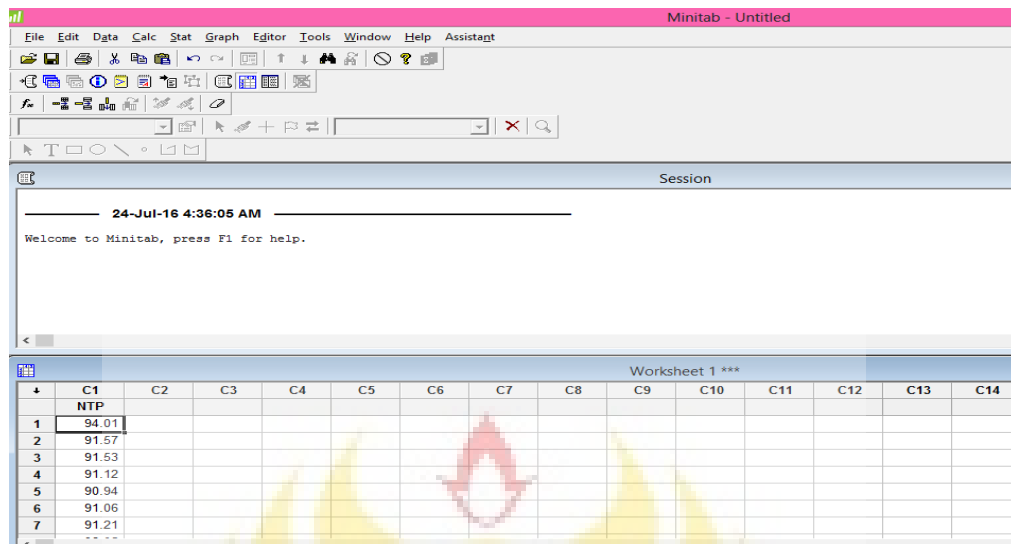 Minitab - Untitled
File Edit Data Calc Stat Graph Editor Tools Window Help Assistant
Session
24-Jul-16 4:36:05 AM
Welcome to Minitab, press F1 for help.
Worksheet 1 ***
C1 C2 C3 C4 C5 C6 C7 C8 C9 C10 C11 C12 C13 C14
NTP
1 94.01
2 91.57
3 91.53
4 91.12
5 90.94
6 91.06
7 91.21